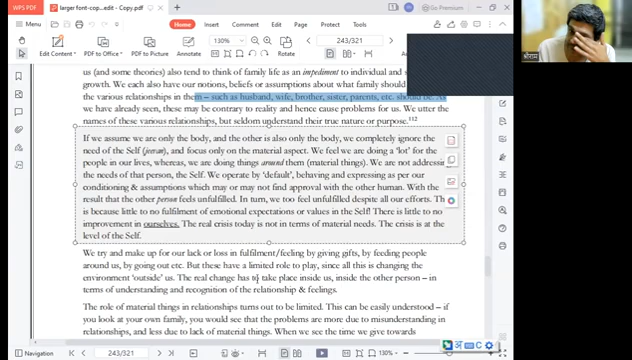 WPS PDF
larger font-cop...edit - Copy.pdf
Go Premium
Menu
Home
Insert
Comment
Edit
Page
Protect
Tools
Edit Content
PDF to Office
PDF to Picture
Annotate
130%
Rotate
243/321
श्रीराम
us (and some theories) also tend to think of family life as an impediment to individual and s
growth. We each also have our notions, beliefs or assumptions about what family should
the various relationships in them – such as husband, wife, brother, sister, parents, etc. should be. As
we have already seen, these may be contrary to reality and hence cause problems for us. We utter the
names of these various relationships, but seldom understand their true nature or purpose.¹¹²
If we assume we are only the body, and the other is also only the body, we completely ignore the
need of the Self (jeevan), and focus only on the material aspect. We feel we are doing a 'lot' for the
people in our lives, whereas, we are doing things around them (material things). We are not addressin
the needs of that person, the Self. We operate by 'default', behaving and expressing as per our
conditioning & assumptions which may or may not find approval with the other human. With the
result that the other person feels unfulfilled. In turn, we too feel unfulfilled despite all our efforts. Th
is because little to no fulfilment of emotional expectations or values in the Self! There is little to no
improvement in ourselves. The real crisis today is not in terms of material needs. The crisis is at the
level of the Self.
We try and make up for our lack or loss in fulfilment/feeling by giving gifts, by feeding people
around us, by going out etc. But these have a limited role to play, since all this is changing the
environment 'outside' us. The real change has to take place inside us, inside the other person – in
terms of understanding and recognition of the relationship & feelings.
The role of material things in relationships turns out to be limited. This can be easily understood – if
you look at your own family, you would see that the problems are more due to misunderstanding in
relationships, and less due to lack of material things. When we see the time we give towards
243/321
130%